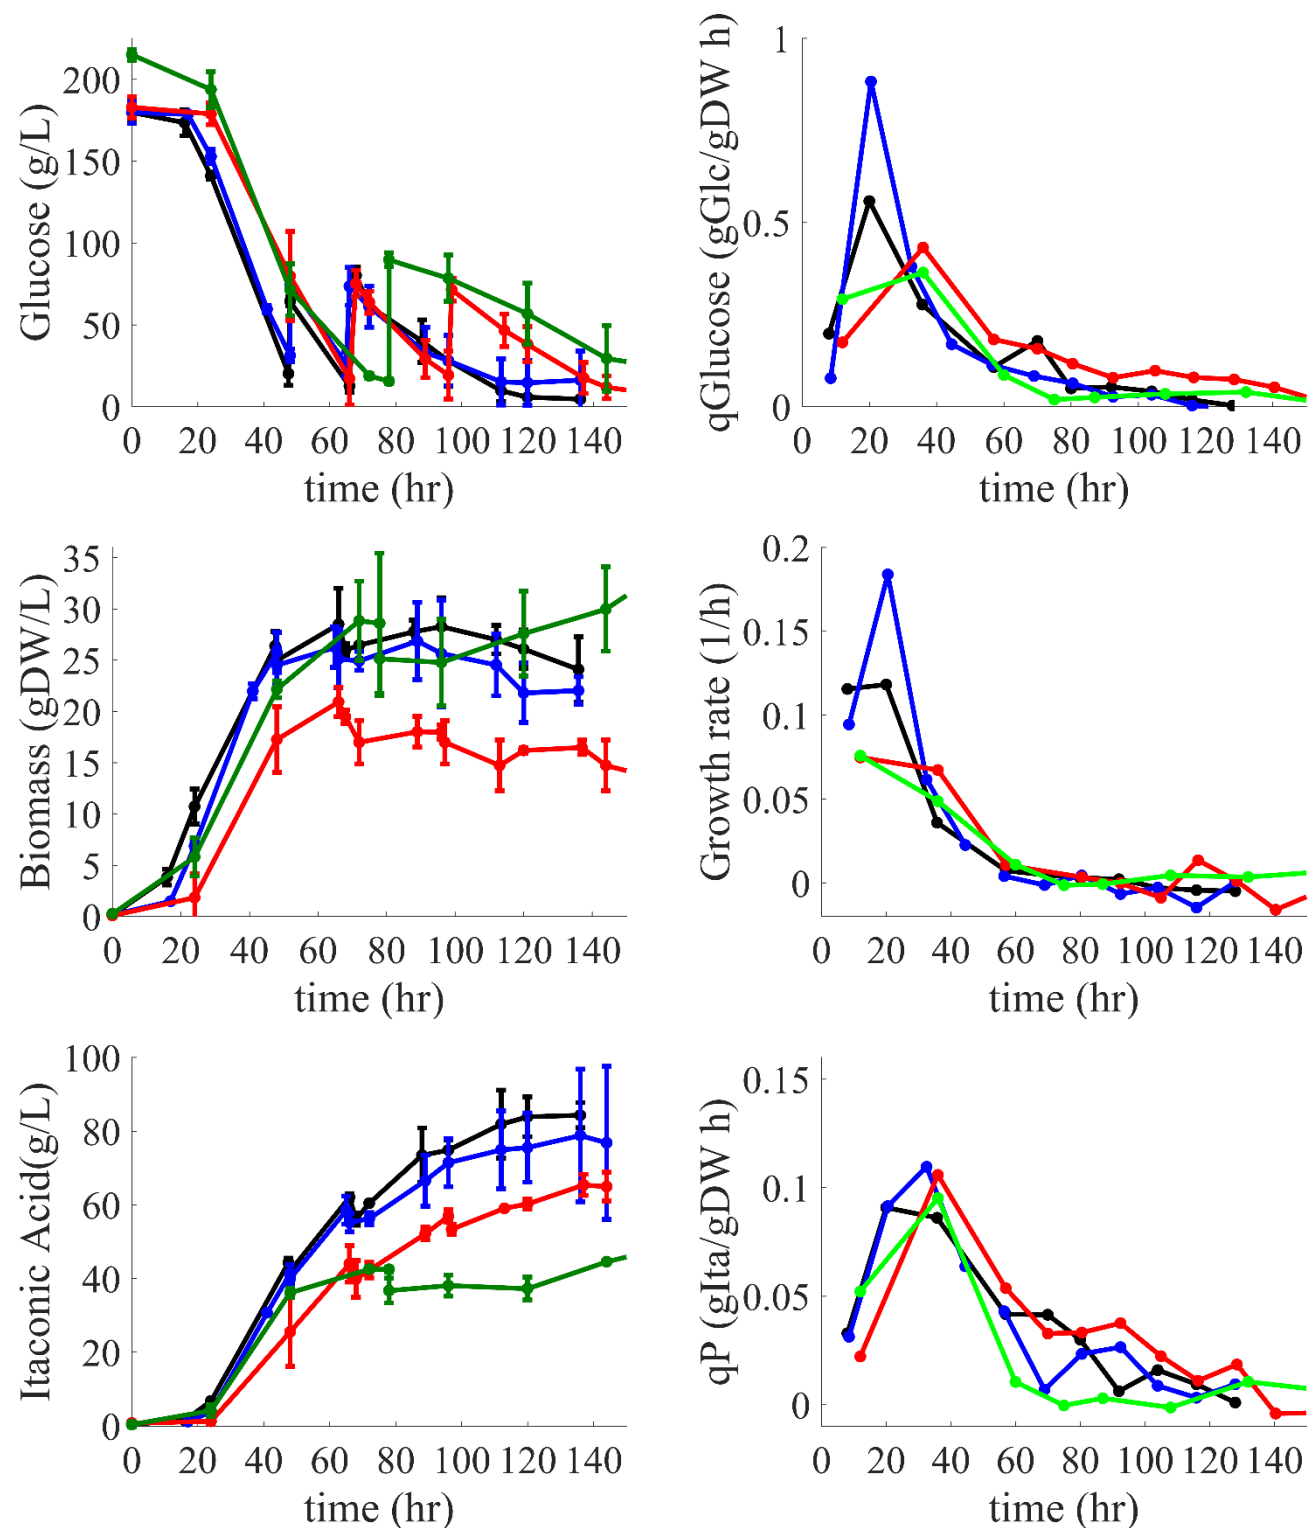 Glucose (g/L)
200
150
100
50
0
0 20 40 60 80 100 120 140
time (hr)
qGlucose (gGlc/gDW h)
1
0.5
0
0 20 40 60 80 100 120 140
time (hr)
Biomass (gDW/L)
35
30
25
20
15
10
5
0
0 20 40 60 80 100 120 140
time (hr)
Growth rate (1/h)
0.2
0.15
0.1
0.05
0
0 20 40 60 80 100 120 140
time (hr)
Itaconic Acid(g/L)
100
80
60
40
20
0
0 20 40 60 80 100 120 140
time (hr)
qP (gIta/gDW h)
0.15
0.1
0.05
0
0 20 40 60 80 100 120 140
time (hr)